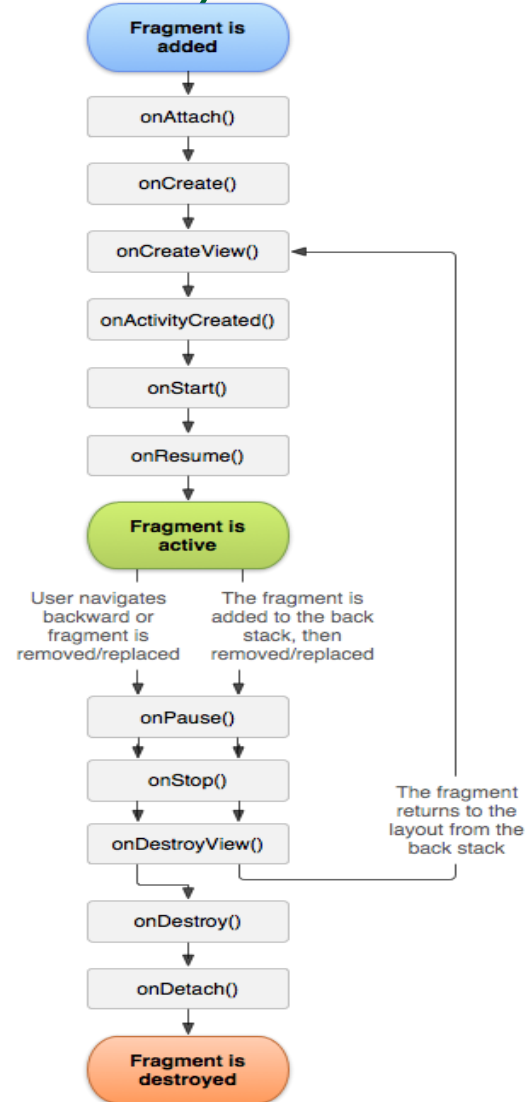 Fragment is
added
onAttach()
onCreate()
onCreateView()
onActivityCreated()
onStart()
onResume()
Fragment is
active
User navigates
backward or
fragment is
removed/replaced
The fragment is
added to the back
stack, then
removed/replaced
onPause()
onStop()
onDestroyView()
The fragment
returns to the
layout from the
back stack
onDestroy()
onDetach()
Fragment is
destroyed